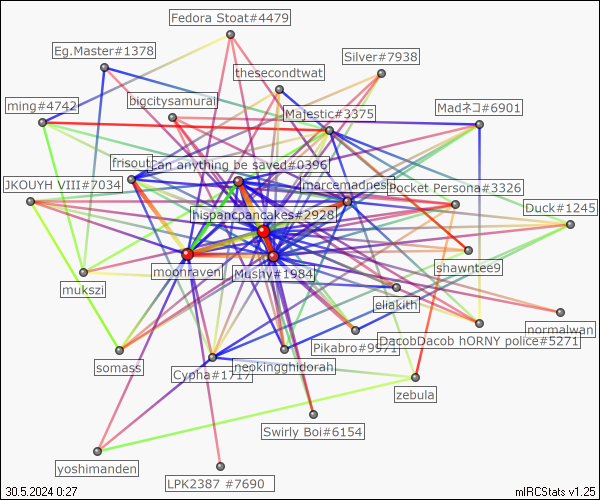 Fedora Stoat#4479
Eg.Master#1378
Silver#7938
thesecondtwat
ming#4742
bigcitysamurai
Majestic#3375
Madネコ#6901
frisout
can anything be saved#0396
JKOUYH VIII#7034
marcemadness
Pocket Persona#3326
hispancpancakes#2928
Duck#1245
moonraven
Mushy#1984
shawntee9
mukszi
eliakith
normalwan
Pikabro#9971
DacobDacob hORNY police#5271
somass
Cypha#1717
neokingghidorah
zebula
Swirly Boi#6154
yoshimanden
LPK2387 #7690
30.5.2024 0:27
mIRCStats v1.25